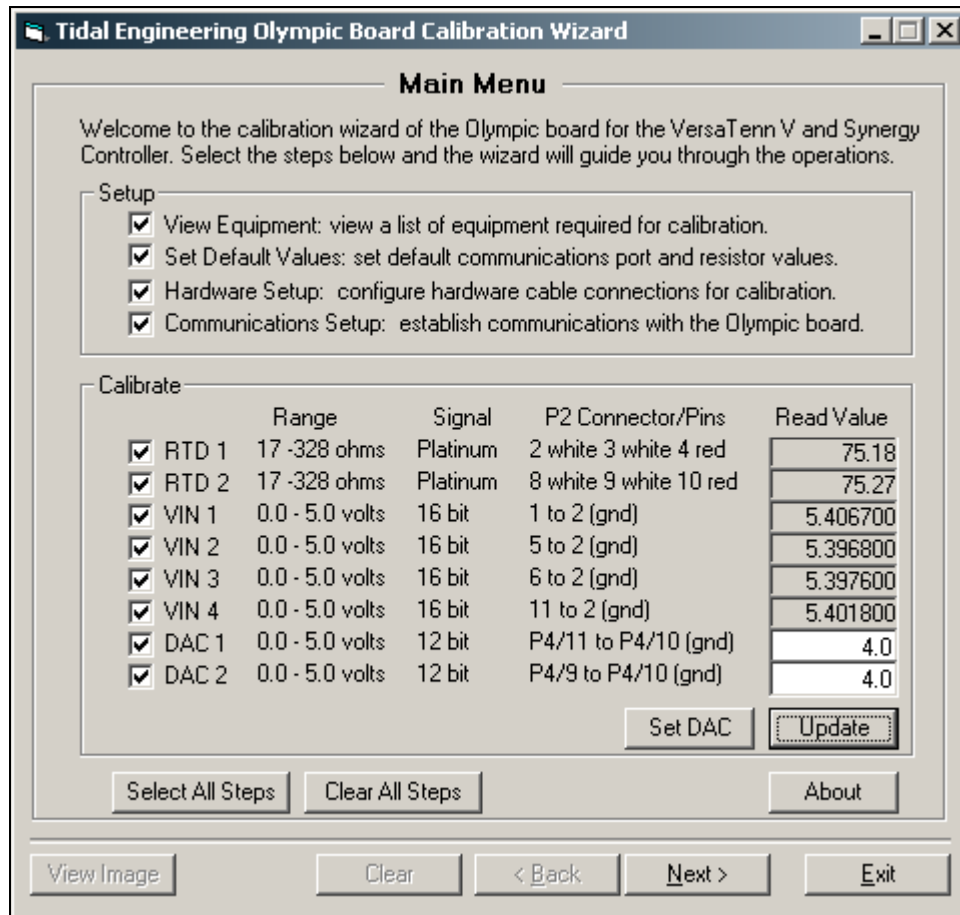 Tidal Engineering Olympic Board Calibration Wizard
Main Menu
Welcome to the calibration wizard of the Olympic board for the VersaTenn V and Synergy
Controller. Select the steps below and the wizard will guide you through the operations.
Setup
View Equipment: view a list of equipment required for calibration.
Set Default Values: set default communications port and resistor values.
Hardware Setup: configure hardware cable connections for calibration.
Communications Setup: establish communications with the Olympic board.
Calibrate
Range Signal P2 Connector/Pins Read Value
RTD 1 17 -328 ohms Platinum 2 white 3 white 4 red 75.18
RTD 2 17 -328 ohms Platinum 8 white 9 white 10 red 75.27
VIN 1 0.0 - 5.0 volts 16 bit 1 to 2 (gnd) 5.406700
VIN 2 0.0 - 5.0 volts 16 bit 5 to 2 (gnd) 5.396800
VIN 3 0.0 - 5.0 volts 16 bit 6 to 2 (gnd) 5.397600
VIN 4 0.0 - 5.0 volts 16 bit 11 to 2 (gnd) 5.401800
DAC 1 0.0 - 5.0 volts 12 bit P4/11 to P4/10 (gnd) 4.0
DAC 2 0.0 - 5.0 volts 12 bit P4/9 to P4/10 (gnd) 4.0
Set DAC Update
Select All Steps Clear All Steps About
View Image Clear < Back Next > Exit